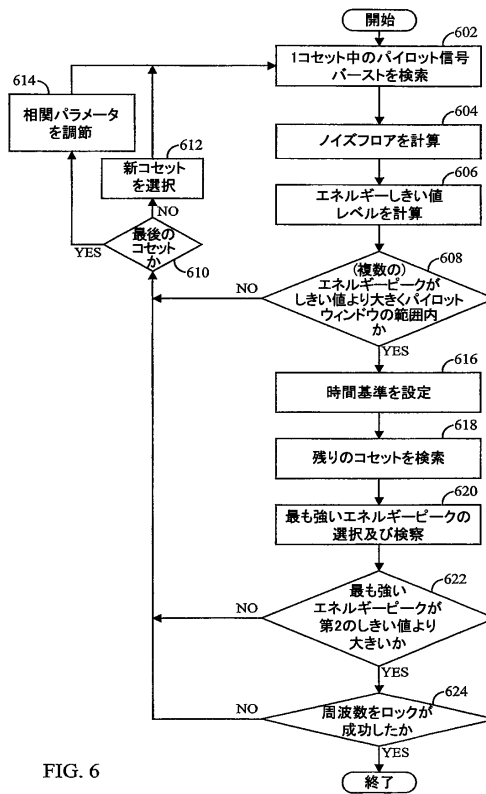 開始
602
1コセット中のパイロット信号
バーストを検索
614
相関パラメータ
を調節
604
ノイズフロアを計算
612
新コセット
を選択
606
エネルギーしきい値
レベルを計算
NO
最後の
コセット
か
YES
610
608
(複数の)
エネルギーピークが
しきい値より大きくパイロット
ウィンドウの範囲内
か
NO
YES
616
時間基準を設定
618
残りのコセットを検索
620
最も強いエネルギーピークの
選択及び検察
622
最も強い
エネルギーピークが
第2のしきい値より
大きいか
NO
YES
624
周波数をロックが
成功したか
NO
YES
FIG. 6
終了